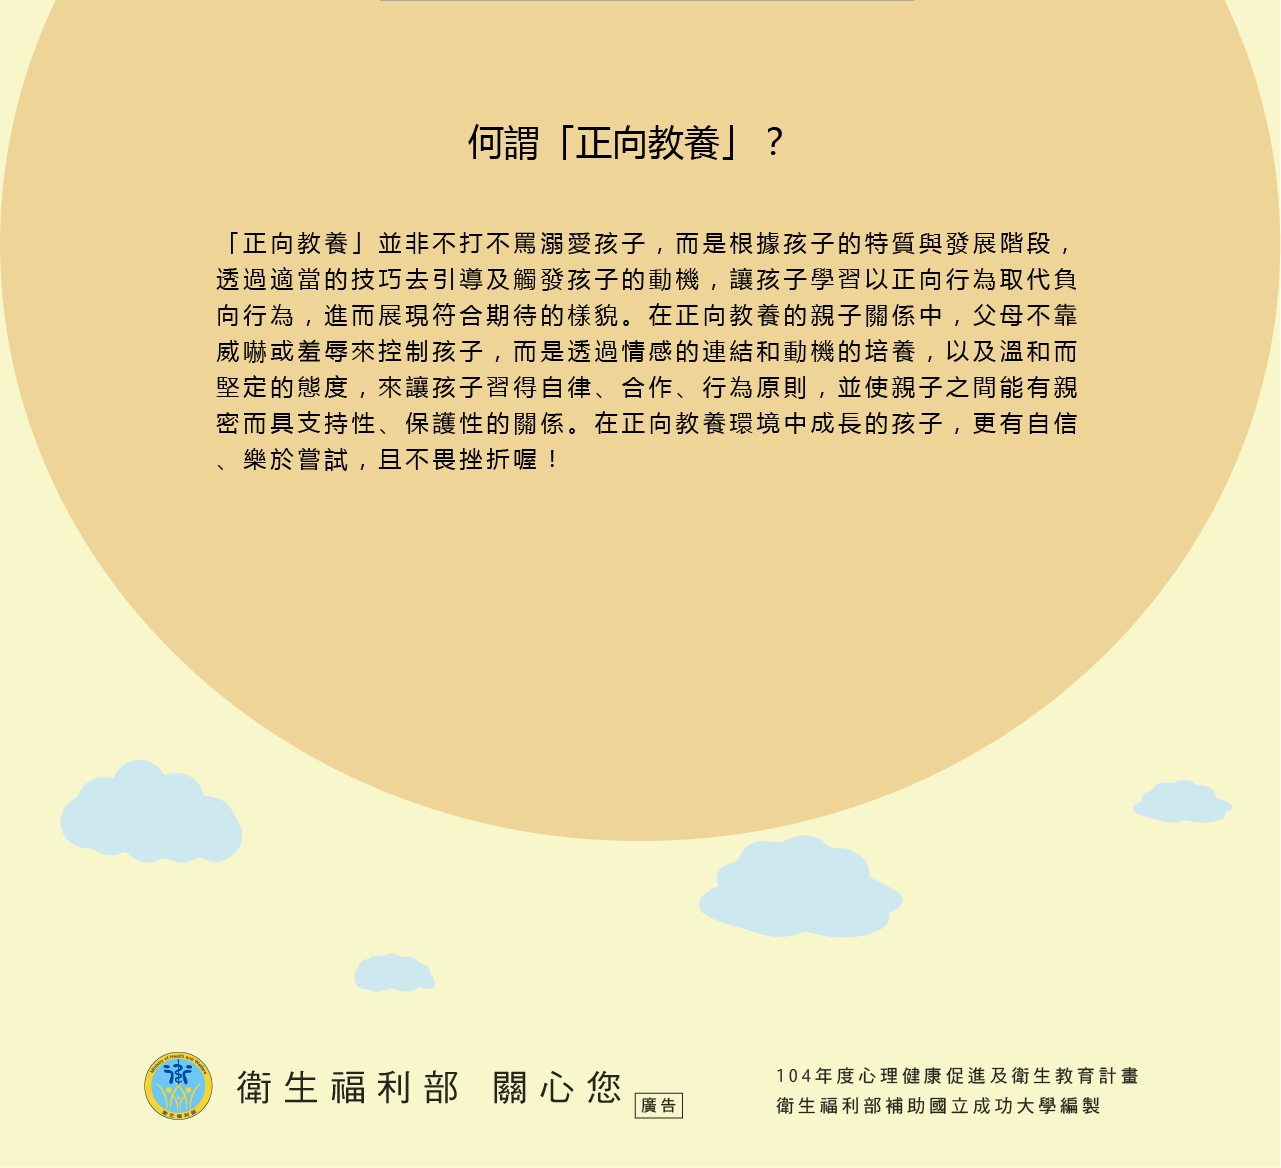 何謂「正向教養」？
「正向教養」並非不打不罵溺愛孩子，而是根據孩子的特質與發展階段，
透過適當的技巧去引導及觸發孩子的動機，讓孩子學習以正向行為取代負
向行為，進而展現符合期待的樣貌。在正向教養的親子關係中，父母不靠
威嚇或羞辱來控制孩子，而是透過情感的連結和動機的培養，以及溫和而
堅定的態度，來讓孩子習得自律、合作、行為原則，並使親子之間能有親
密而具支持性、保護性的關係。在正向教養環境中成長的孩子，更有自信
、樂於嘗試，且不畏挫折喔！
Ministry of Health and Welfare
衛生福利部
衛生福利部 關心您
廣告
104年度心理健康促進及衛生教育計畫
衛生福利部補助國立成功大學編製